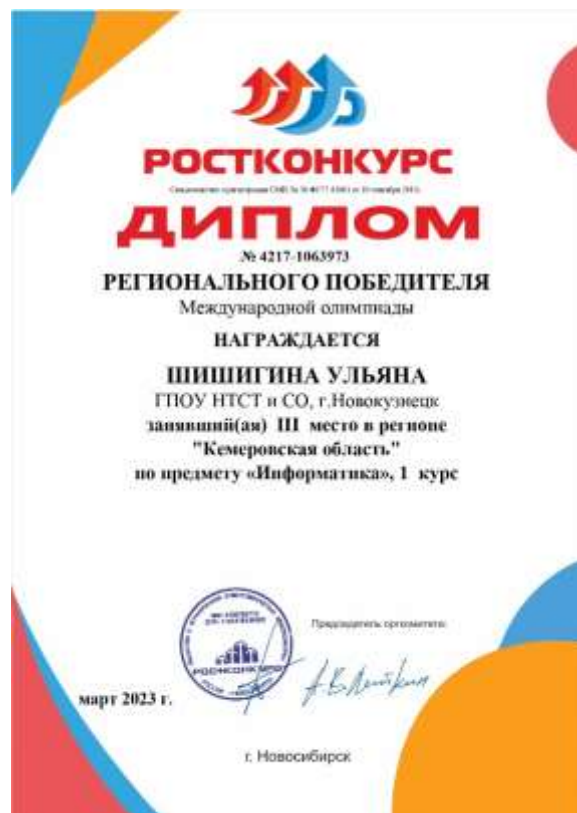 РОСТКОНКУРС
ДИПЛОМ
№ 4217-1063973
РЕГИОНАЛЬНОГО ПОБЕДИТЕЛЯ
Международной олимпиады
НАГРАЖДАЕТСЯ
ШИШИГИНА УЛЬЯНА
ГПОУ НТСТ и СО, г.Новокузнецк
занявший(ая) III место в регионе
"Кемеровская область"
по предмету «Информатика», 1 курс
Председатель оргкомитета:
РОСТКОНКУРС
март 2023 г.
г. Новосибирск